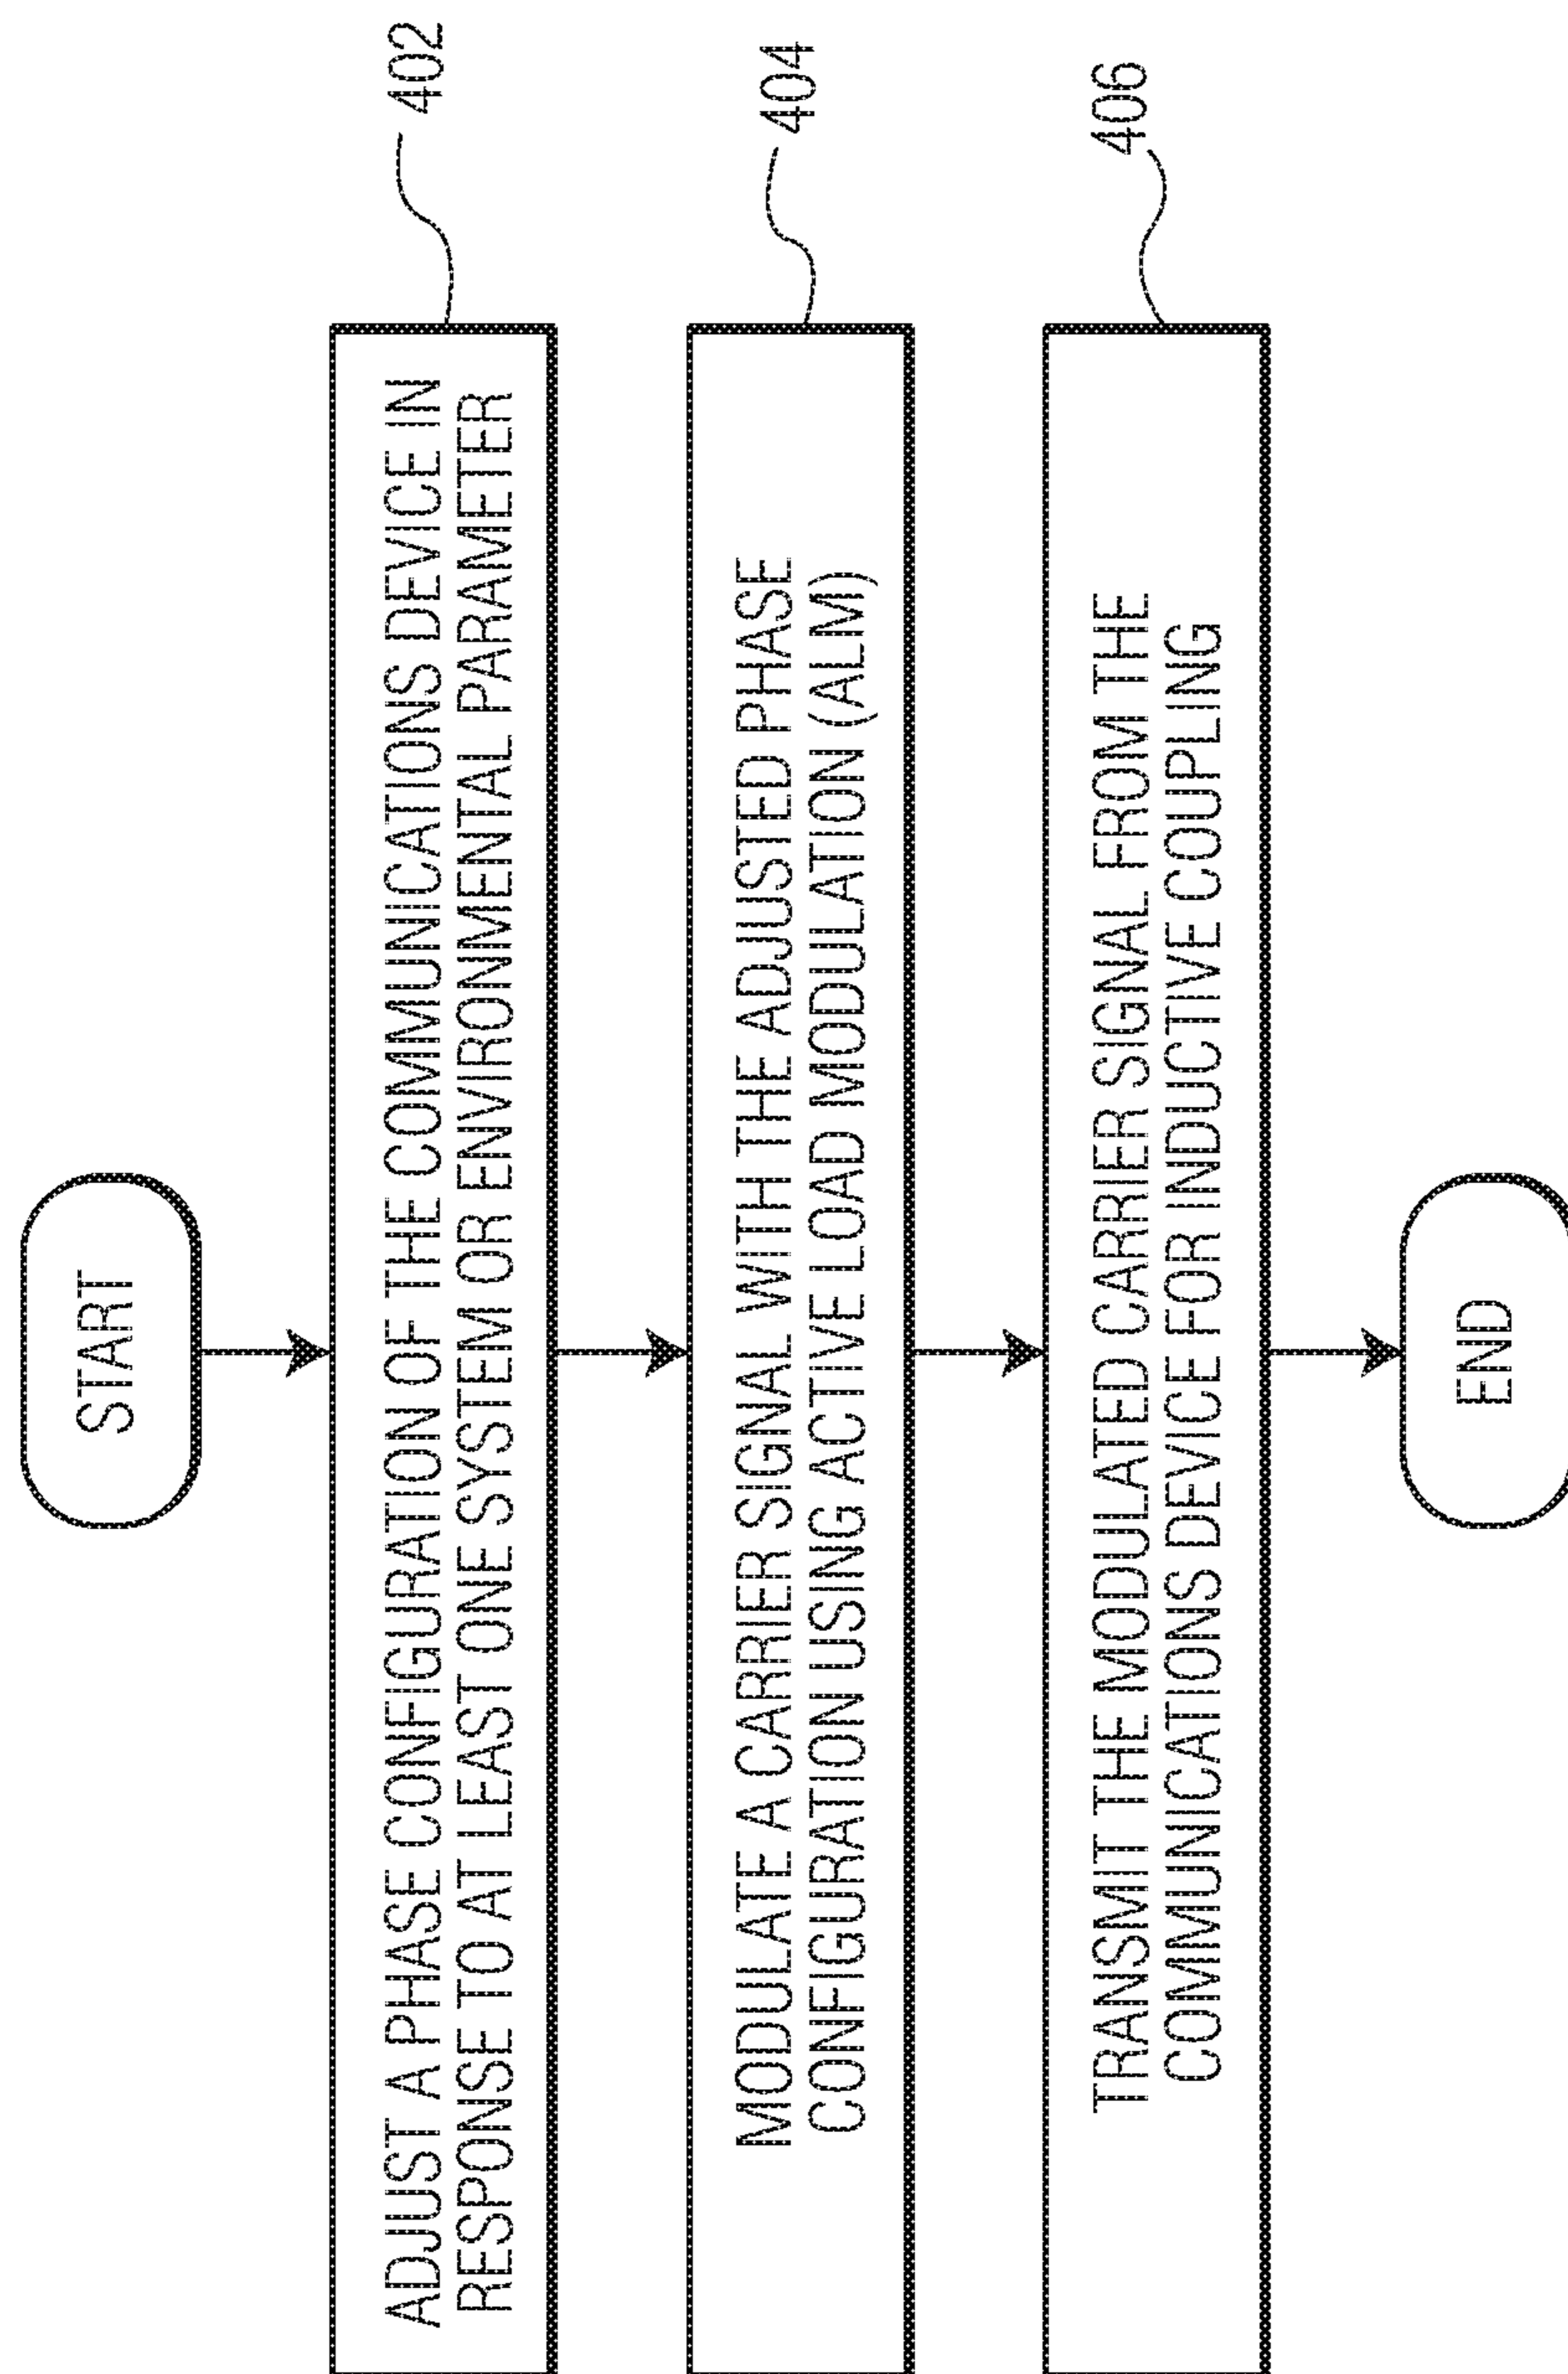 START
ADJUST A PHASE CONFIGURATION OF THE COMMUNICATIONS DEVICE IN
RESPONSE TO AT LEAST ONE SYSTEM OR ENVIRONMENTAL PARAMETER
402
MODULATE A CARRIER SIGNAL WITH THE ADJUSTED PHASE
CONFIGURATION USING ACTIVE LOAD MODULATION (ALM)
404
TRANSMIT THE MODULATED CARRIER SIGNAL FROM THE
COMMUNICATIONS DEVICE FOR INDUCTIVE COUPLING
406
END